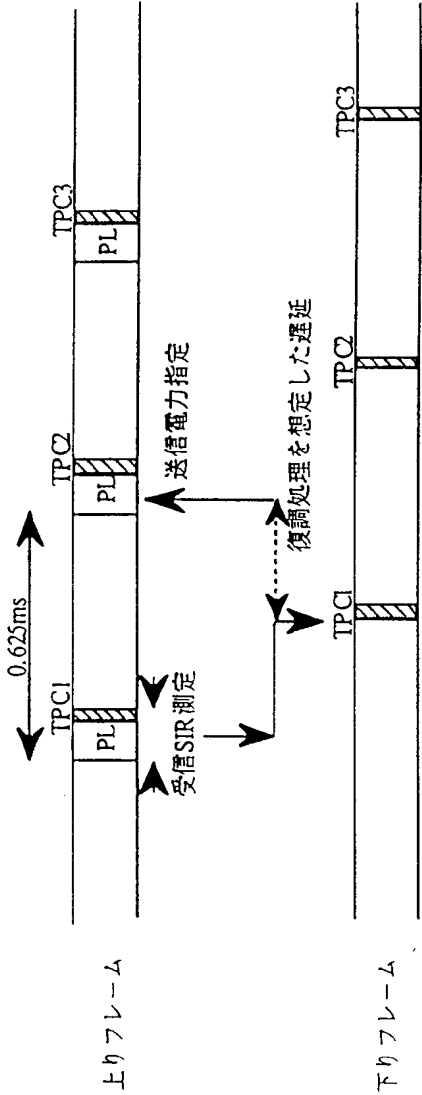 0.625ms
TPC1
TPC2
TPC3
PL
PL
PL
上りフレーム
受信SIR測定
送信電力指定
復調処理を想定した遅延
TPC1
TPC2
TPC3
下りフレーム